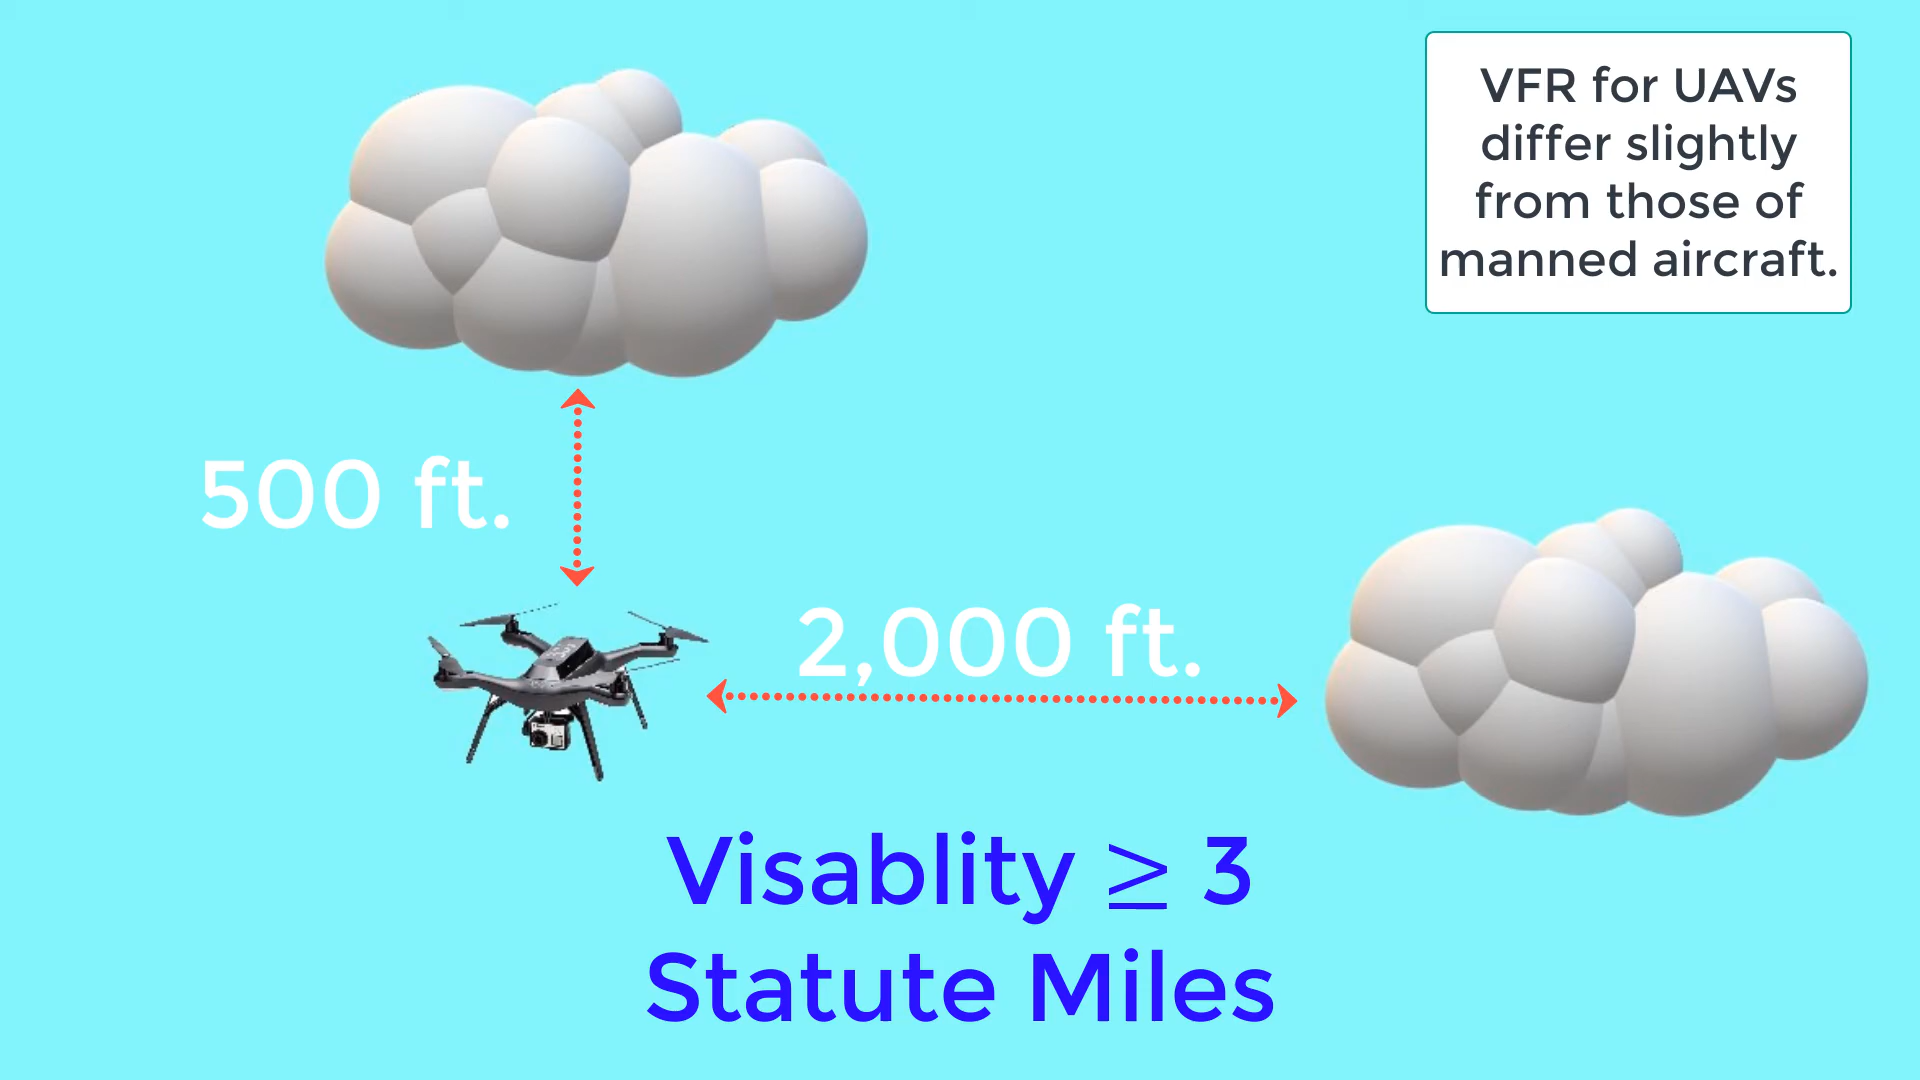 VFR for UAVs
differ slightly
from those of
manned aircraft.
500 ft.
2,000 ft.
Visablity ≥ 3
Statute Miles